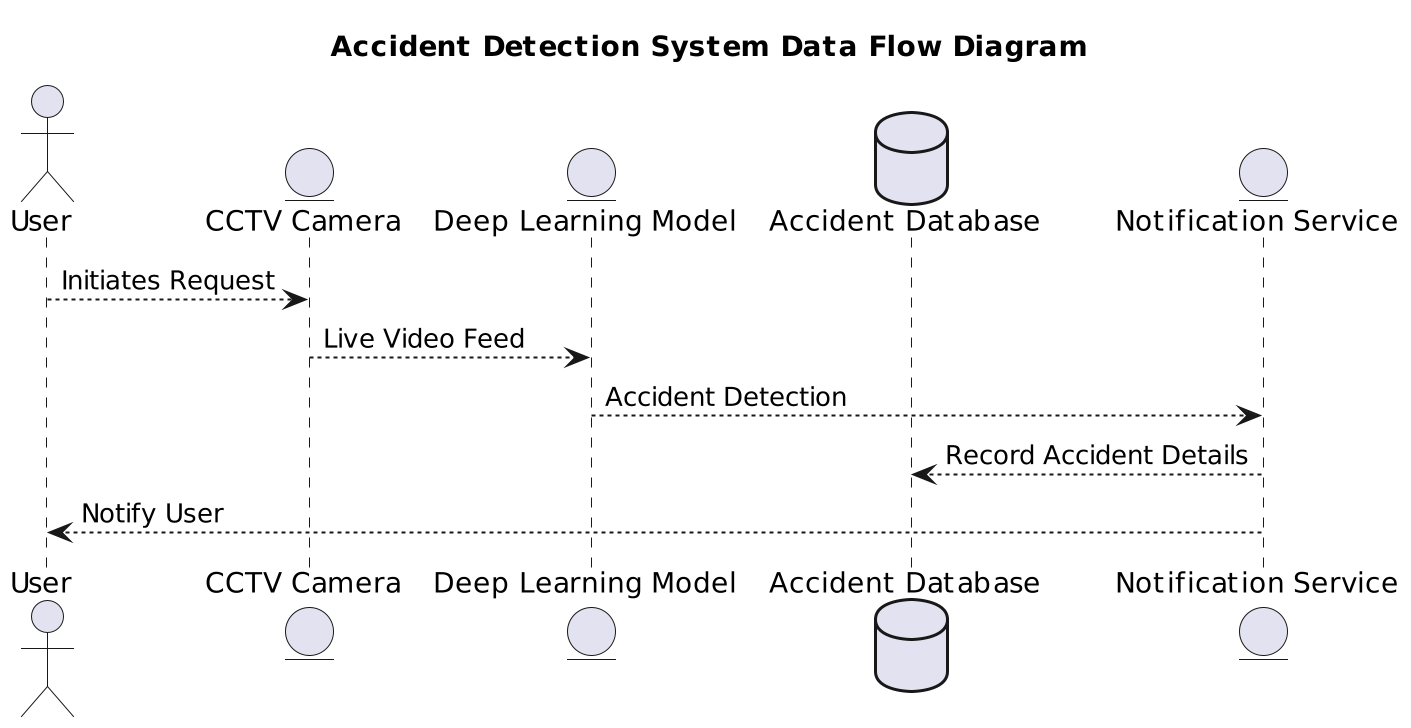 Accident Detection System Data Flow Diagram
User CCTV Camera Deep Learning Model Accident Database Notification Service
Initiates Request
Live Video Feed
Accident Detection
Record Accident Details
Notify User
User CCTV Camera Deep Learning Model Accident Database Notification Service